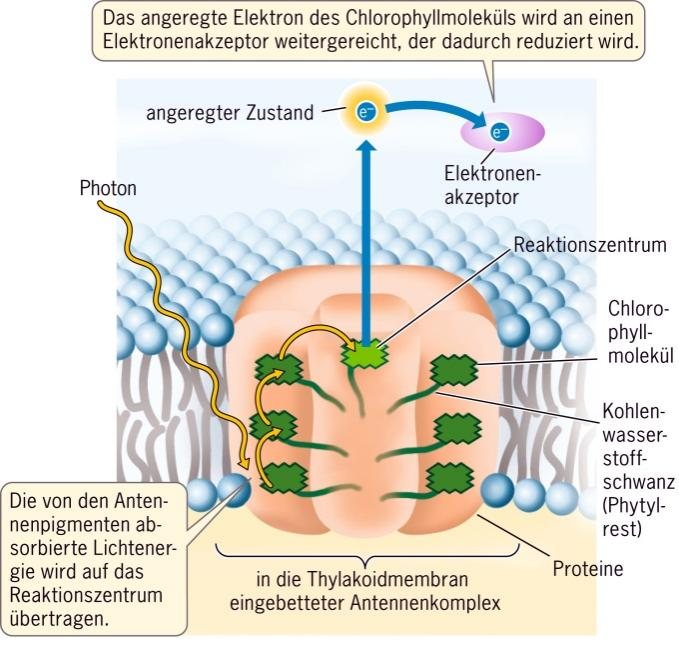 Das angeregte Elektron des Chlorophyllmoleküls wird an einen
Elektronenakzeptor weitergereicht, der dadurch reduziert wird.
angeregter Zustand
e–
e–
Elektronen-
akzeptor
Photon
Reaktionszentrum
Chloro-
phyll-
molekül
Kohlen-
wasser-
stoff-
schwanz
(Phytyl-
rest)
Die von den Anten-
nenpigmenten ab-
sorbierte Lichtener-
gie wird auf das
Reaktionszentrum
übertragen.
in die Thylakoidmembran
eingebetteter Antennenkomplex
Proteine